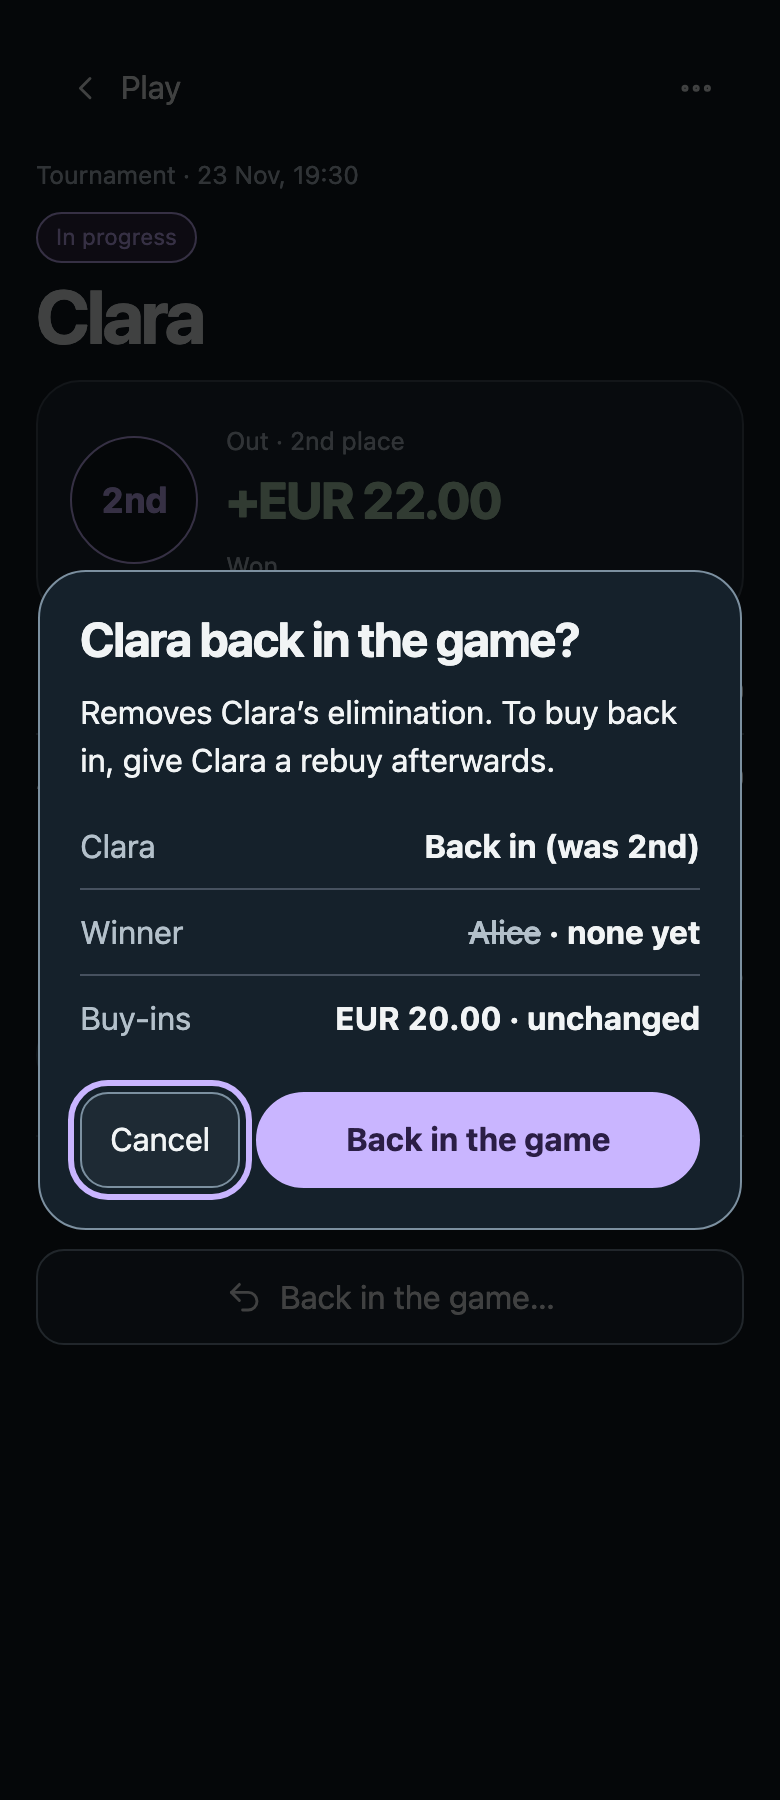 Play
Tournament · 23 Nov, 19:30
In progress
Clara
Out · 2nd place
2nd
+EUR 22.00
Won
Clara back in the game?
Removes Clara’s elimination. To buy back
in, give Clara a rebuy afterwards.
Clara Back in (was 2nd)
Winner Alice · none yet
Buy-ins EUR 20.00 · unchanged
Cancel Back in the game
Back in the game...